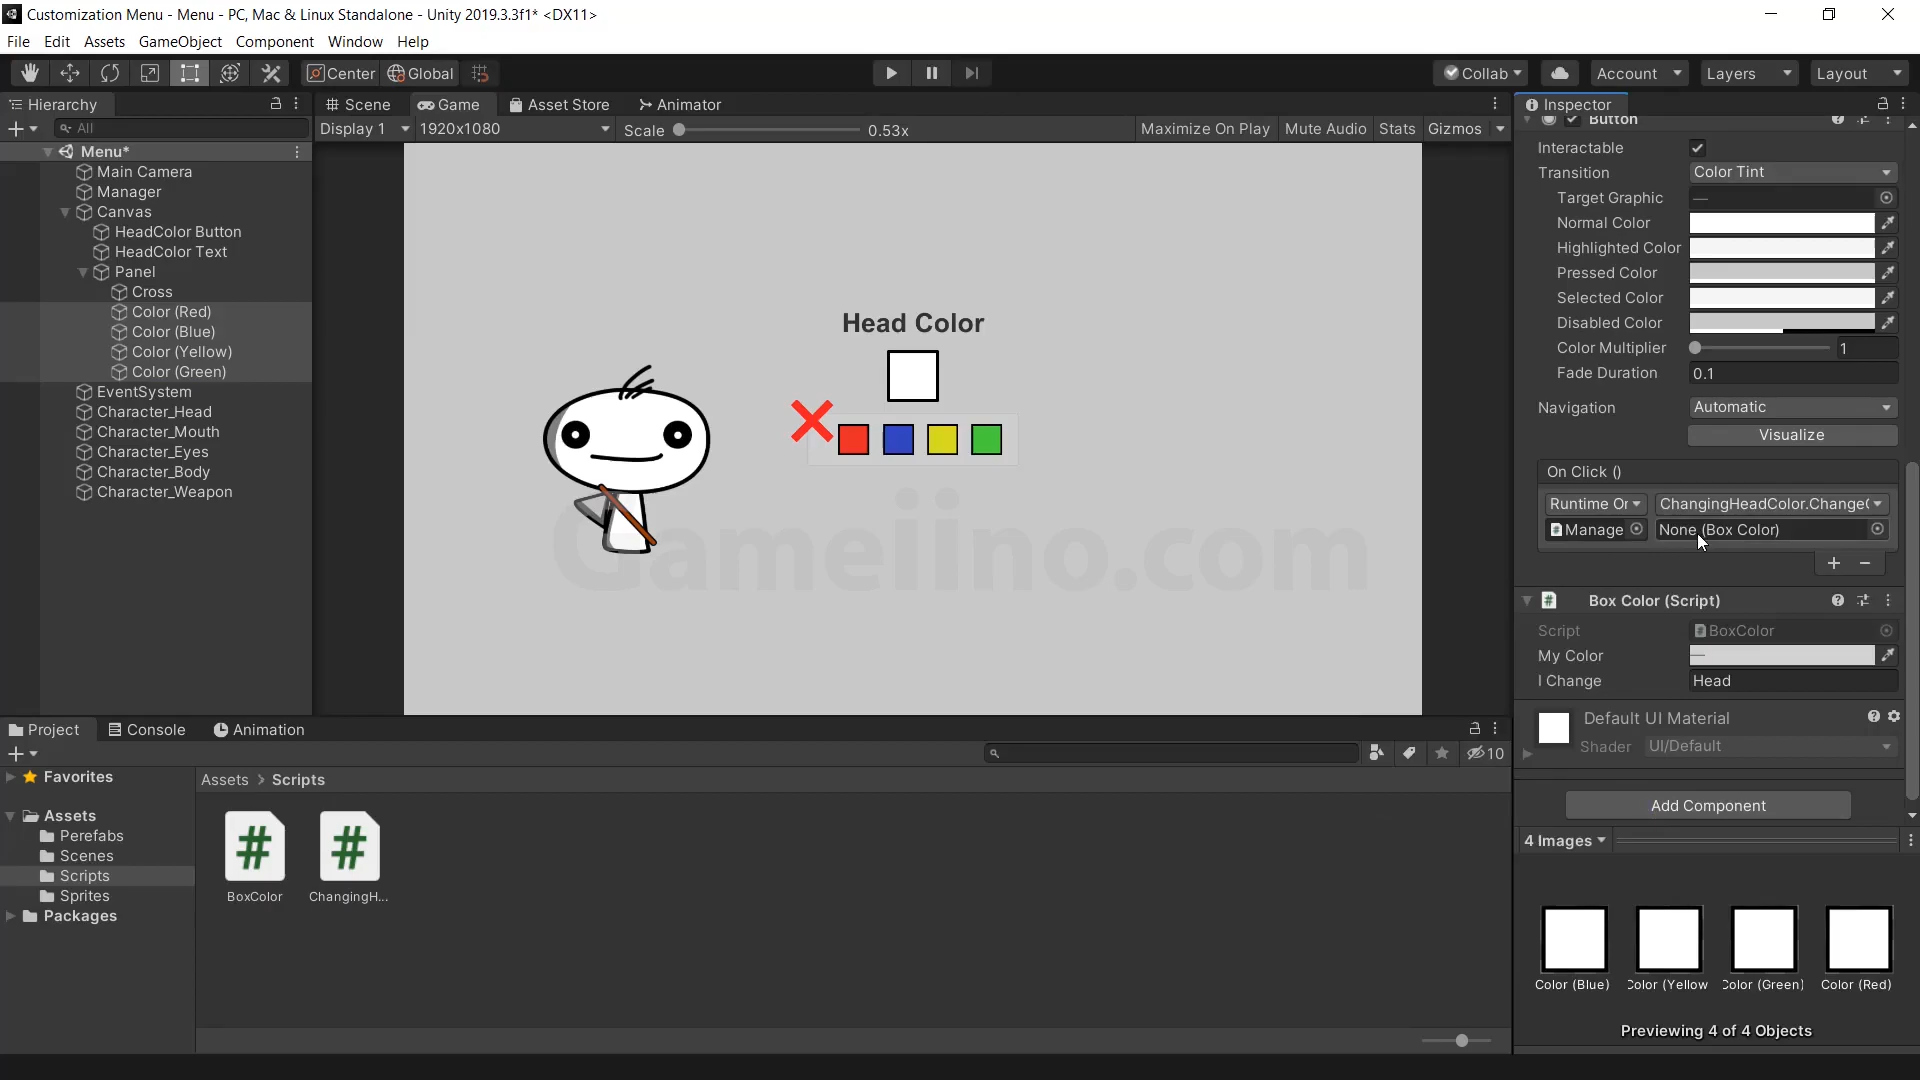 Customization Menu - Menu - PC, Mac & Linux Standalone - Unity 2019.3.3f1* <DX11>
File Edit Assets GameObject Component Window Help
Center Global Collab Account Layers Layout
Hierarchy Scene Game Asset Store Animator Inspector
All Display 1 1920x1080 Scale 0.53x Maximize On Play Mute Audio Stats Gizmos
Button
Menu*
Main Camera
Manager
Canvas
HeadColor Button
HeadColor Text
Panel
Cross
Color (Red)
Color (Blue)
Color (Yellow)
Color (Green)
EventSystem
Character_Head
Character_Mouth
Character_Eyes
Character_Body
Character_Weapon
Head Color
Gameiino.com
Interactable
Transition Color Tint
Target Graphic —
Normal Color
Highlighted Color
Pressed Color
Selected Color
Disabled Color
Color Multiplier 1
Fade Duration 0.1
Navigation Automatic
Visualize
On Click ()
Runtime Or ChangingHeadColor.Change(
Manage None (Box Color)
+ −
Box Color (Script)
Script BoxColor
My Color —
I Change Head
Default UI Material
Shader UI/Default
Add Component
4 Images
Color (Blue) Color (Yellow Color (Green) Color (Red)
Previewing 4 of 4 Objects
Project Console Animation
10
Favorites
Assets
Perefabs
Scenes
Scripts
Sprites
Packages
Assets > Scripts
# #
BoxColor ChangingH...